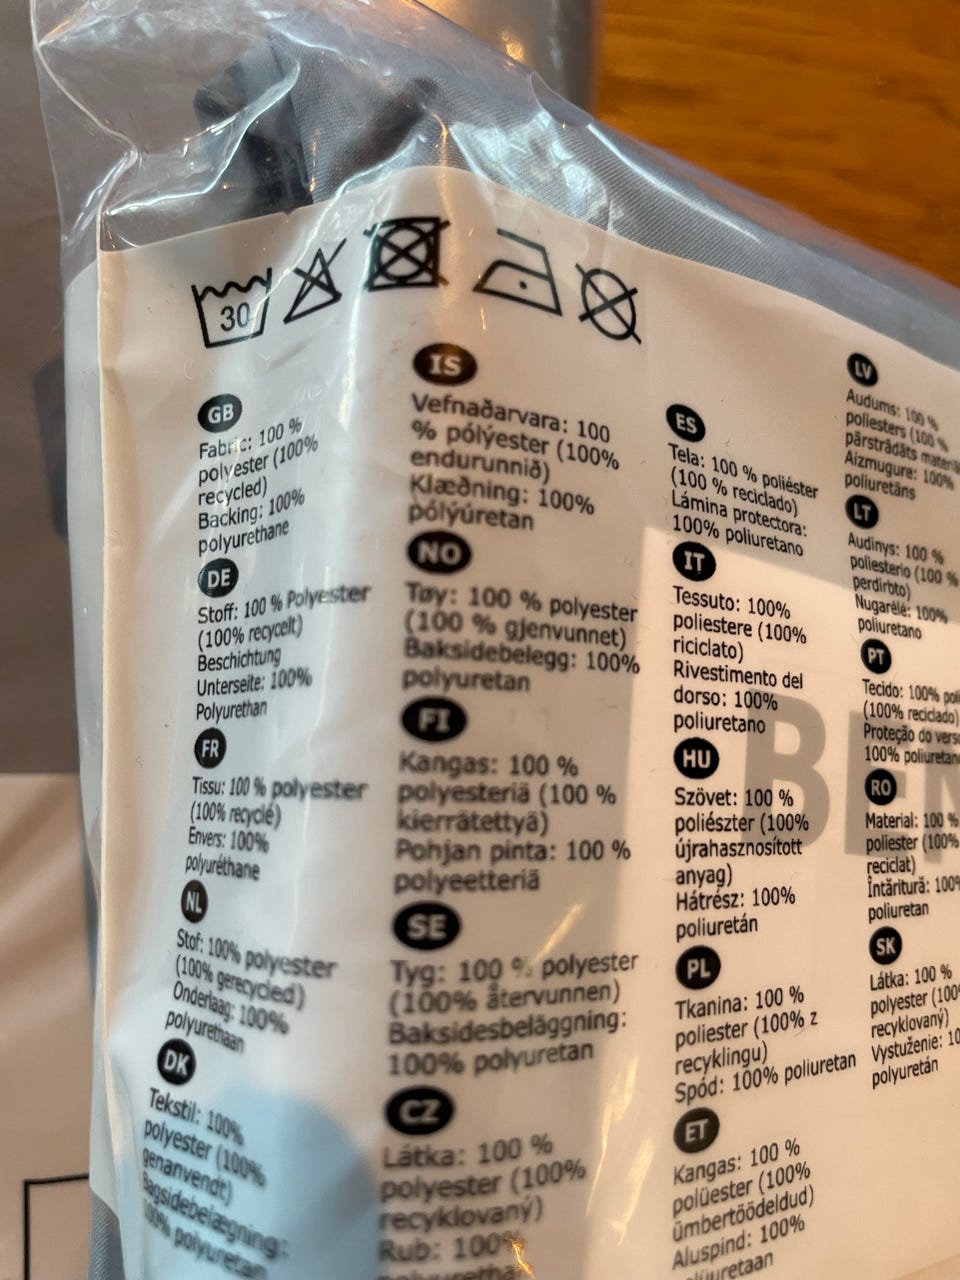 30
GB
Fabric: 100 %
polyester (100%
recycled)
Backing: 100%
polyurethane
DE
Stoff: 100 % Polyester
(100% recycelt)
Beschichtung
Unterseite: 100%
Polyurethan
FR
Tissu: 100 % polyester
(100% recyclé)
Envers: 100%
polyuréthane
NL
Stof: 100% polyester
(100% gerecycled)
Onderlaag: 100%
polyurethaan
DK
Tekstil: 100%
polyester (100%
genanvendt)
Bagsidebelægning:
100% polyuretan
IS
Vefnaðarvara: 100
% pólýester (100%
endurunnið)
Klæðning: 100%
pólýúretan
NO
Tøy: 100 % polyester
(100 % gjenvunnet)
Baksidebelegg: 100%
polyuretan
FI
Kangas: 100 %
polyesteriä (100 %
kierrätettyä)
Pohjan pinta: 100 %
polyeetteriä
SE
Tyg: 100 % polyester
(100% återvunnen)
Baksidesbeläggning:
100% polyuretan
CZ
Látka: 100 %
polyester (100%
recyklovaný)
Rub: 100%
ES
Tela: 100 % poliéster
(100 % reciclado)
Lámina protectora:
100% poliuretano
IT
Tessuto: 100%
poliestere (100%
riciclato)
Rivestimento del
dorso: 100%
poliuretano
HU
Szövet: 100 %
poliészter (100%
újrahasznosított
anyag)
Hátrész: 100%
poliuretán
PL
Tkanina: 100 %
poliester (100% z
recyklingu)
Spód: 100% poliuretan
ET
Kangas: 100 %
polüester (100%
ümbertöödeldud)
Aluspind: 100%
polüuretaan
LV
Audums: 100 %
poliesters (100 %
pārstrādāts
Aizmugure: 100%
poliuretāns
LT
Audinys: 100 %
poliesterio (100 %
perdirbto)
Nugarėlė: 100%
poliuretano
PT
Tecido: 100%
(100% reciclado)
Proteção do
100%
RO
Material: 100 %
poliester (100%
reciclat)
Întăritură: 100%
poliuretan
SK
Látka: 100 %
polyester (100%
recyklovaný)
Vystuženie:
polyuretán